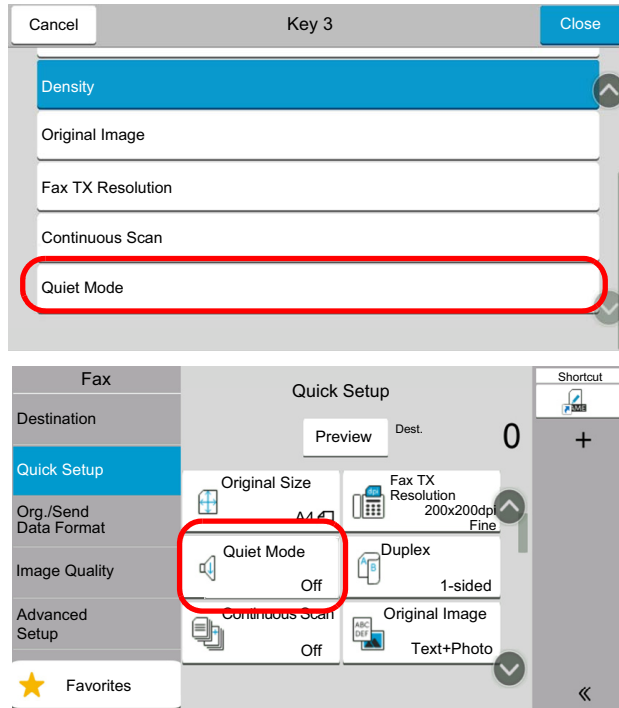 Cancel
Key 3
Close
Density
Original Image
Fax TX Resolution
Continuous Scan
Quiet Mode
Fax
Destination
Quick Setup
Org./Send
Data Format
Image Quality
Advanced
Setup
Favorites
Quick Setup
Preview
Dest.
0
Original Size
A4
Fax TX
Resolution
200x200dpi
Fine
Quiet Mode
Off
Duplex
1-sided
Continuous Scan
Off
Original Image
Text+Photo
Shortcut
+